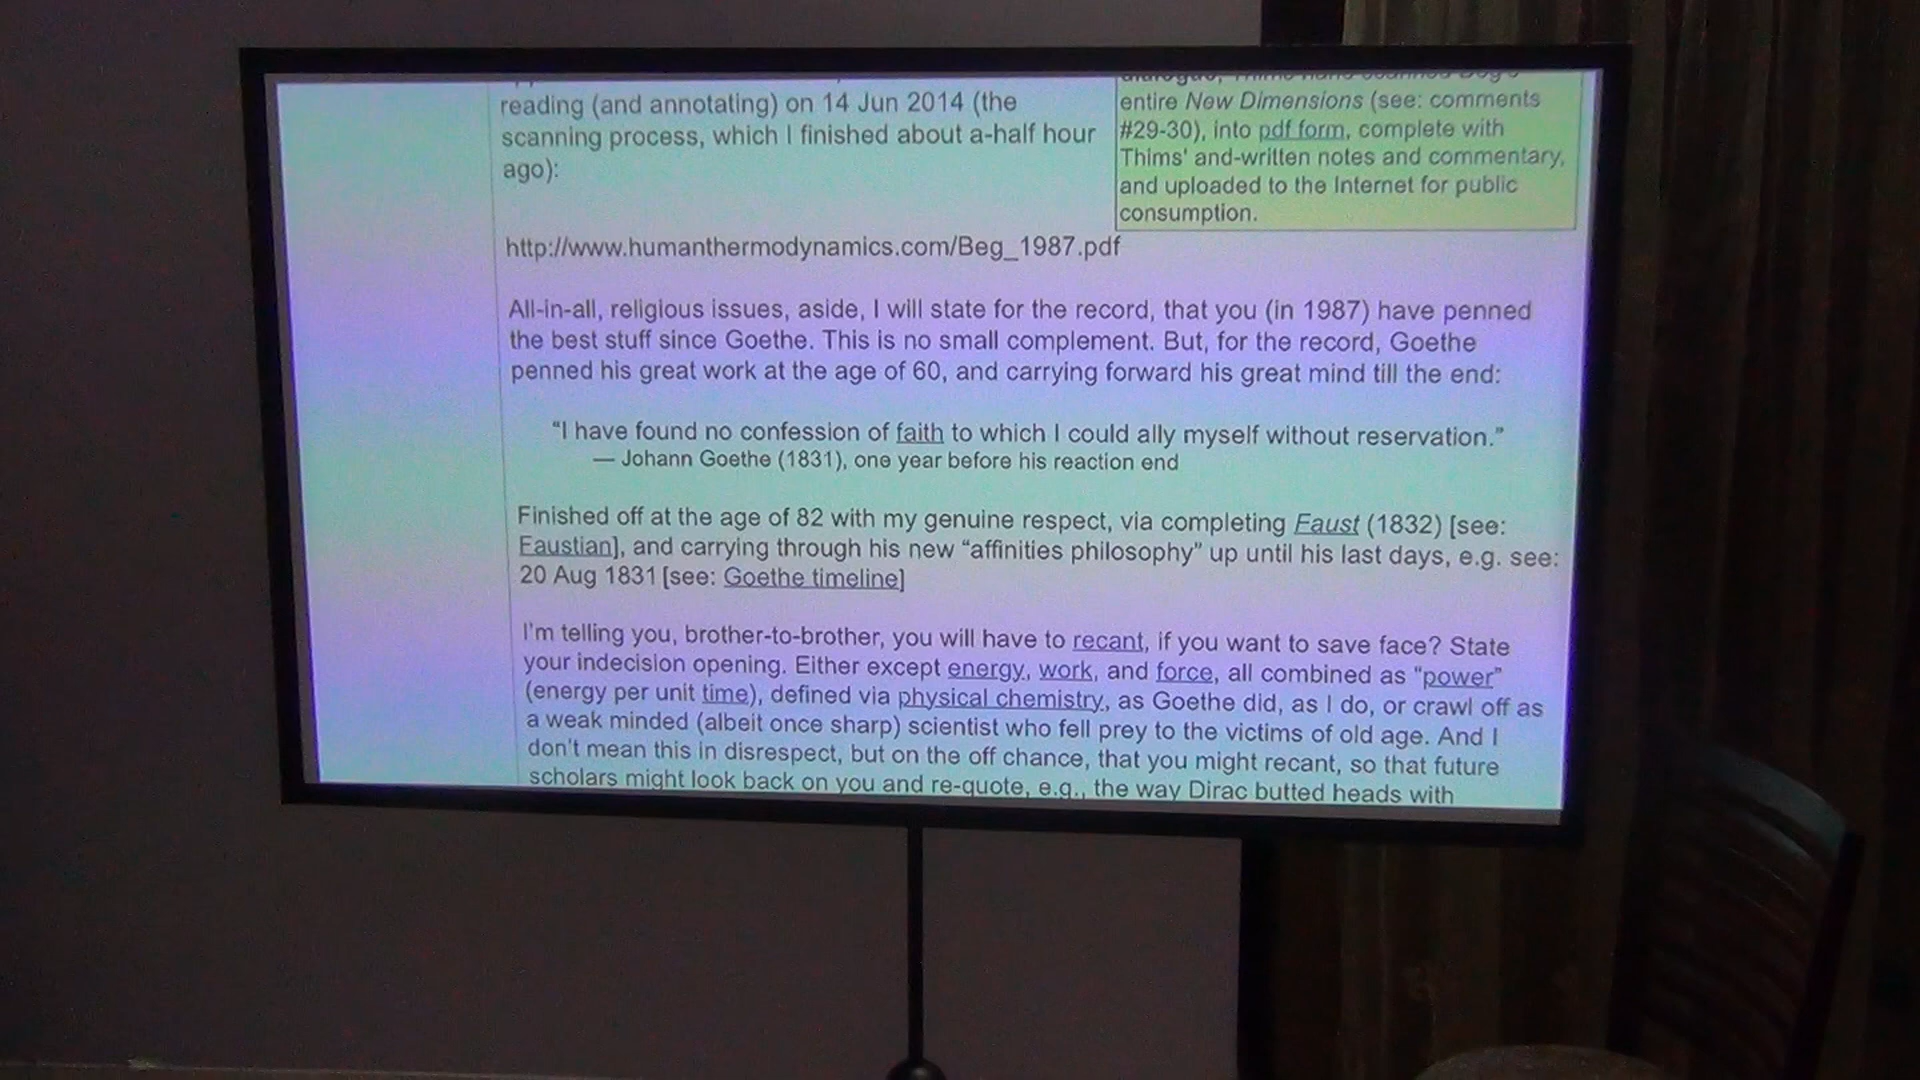 reading (and annotating) on 14 Jun 2014 (the
scanning process, which I finished about a-half hour
ago):
entire New Dimensions (see: comments
#29-30), into pdf form, complete with
Thims' and-written notes and commentary,
and uploaded to the Internet for public
consumption.
http://www.humanthermodynamics.com/Beg_1987.pdf
All-in-all, religious issues, aside, I will state for the record, that you (in 1987) have penned
the best stuff since Goethe. This is no small complement. But, for the record, Goethe
penned his great work at the age of 60, and carrying forward his great mind till the end:
“I have found no confession of faith to which I could ally myself without reservation.”
— Johann Goethe (1831), one year before his reaction end
Finished off at the age of 82 with my genuine respect, via completing Faust (1832) [see:
Faustian], and carrying through his new “affinities philosophy” up until his last days, e.g. see:
20 Aug 1831 [see: Goethe timeline]
I'm telling you, brother-to-brother, you will have to recant, if you want to save face? State
your indecision opening. Either except energy, work, and force, all combined as “power”
(energy per unit time), defined via physical chemistry, as Goethe did, as I do, or crawl off as
a weak minded (albeit once sharp) scientist who fell prey to the victims of old age. And I
don't mean this in disrespect, but on the off chance, that you might recant, so that future
scholars might look back on you and re-quote, e.g., the way Dirac butted heads with